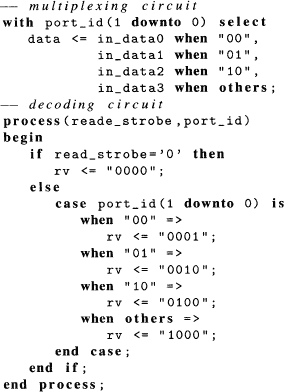 -- multiplexing circuit
with port_id(1 downto 0) select
data <= in_data0 when "00",
in_data1 when "01",
in_data2 when "10",
in_data3 when others;
-- decoding circuit
process(reade_strobe,port_id)
begin
if read_strobe='0' then
rv <= "0000";
else
case port_id(1 downto 0) is
when "00" =>
rv <= "0001";
when "01" =>
rv <= "0010";
when "10" =>
rv <= "0100";
when others =>
rv <= "1000";
end case;
end if;
end process;